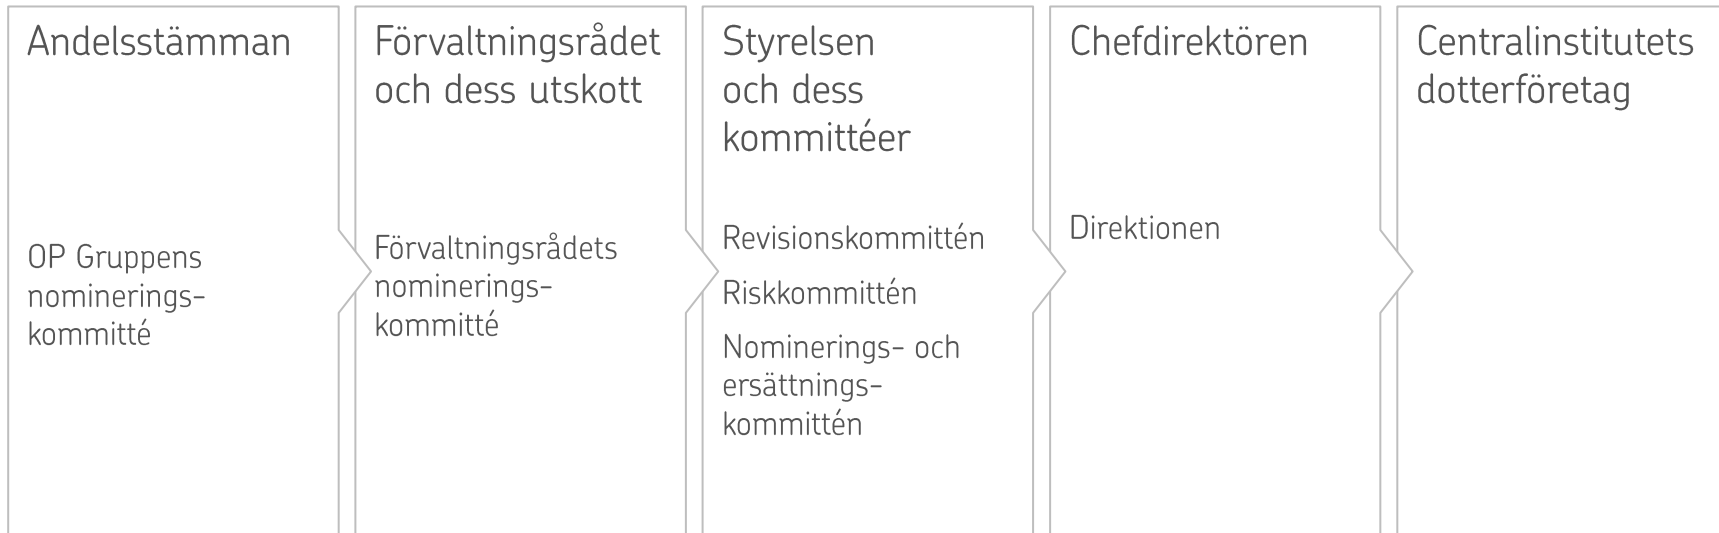 Andelsstämman
OP Gruppens
nominerings-
kommitté
Förvaltningsrådet
och dess utskott
Förvaltningsrådets
nominerings-
kommitté
Styrelsen
och dess
kommittéer
Revisionskommittén
Riskkommittén
Nominerings- och
ersättnings-
kommittén
Chefdirektören
Direktionen
Centralinstitutets
dotterföretag